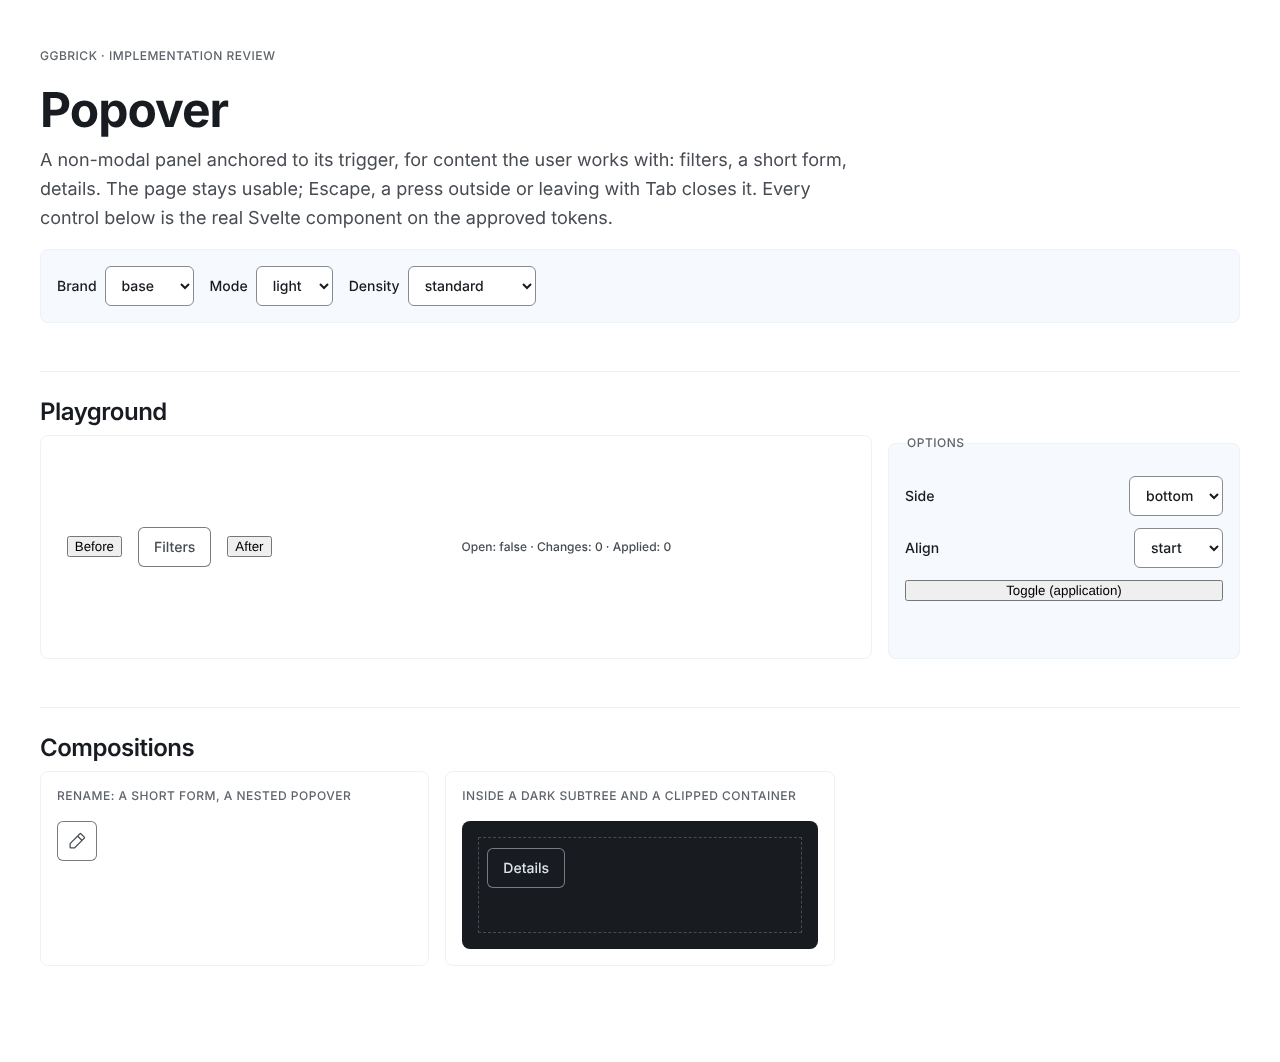 GGBRICK · IMPLEMENTATION REVIEW
Popover
A non-modal panel anchored to its trigger, for content the user works with: filters, a short form,
details. The page stays usable; Escape, a press outside or leaving with Tab closes it. Every
control below is the real Svelte component on the approved tokens.
Brand base Mode light Density standard
Playground
Before Filters After Open: false · Changes: 0 · Applied: 0
OPTIONS
Side bottom
Align start
Toggle (application)
Compositions
RENAME: A SHORT FORM, A NESTED POPOVER
INSIDE A DARK SUBTREE AND A CLIPPED CONTAINER
Details